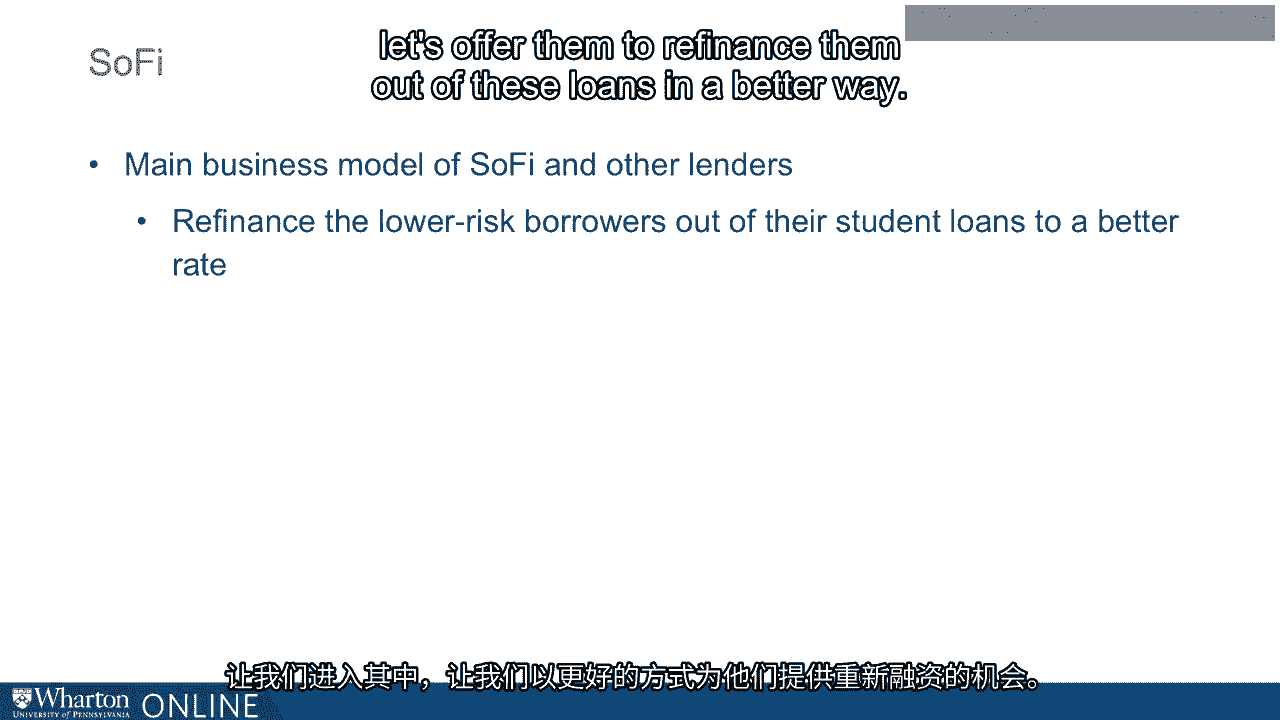 let's offer them to refinance them
out of these loans in a better way.
SoFi
• Main business model of SoFi and other lenders
• Refinance the lower-risk borrowers out of their student loans to a better
rate
让我们进入其中，让我们以更好的方式为他们提供重新融资的机会。
Wharton
UNIVERSITY of PENNSYLVANIA
ONLINE